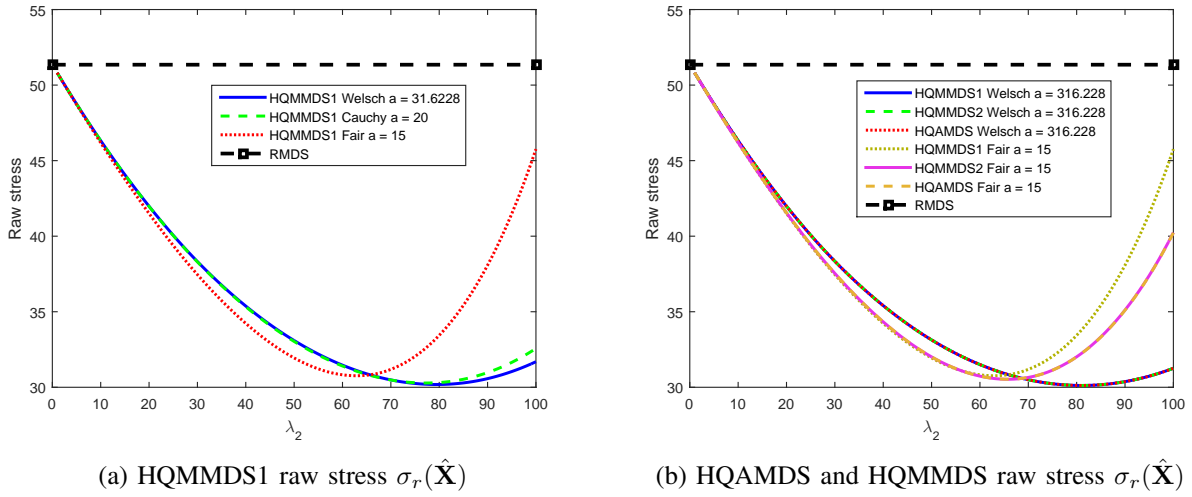 55
50
45
40
35
30
Raw stress
HQMMDS1 Welsch a = 31.6228
HQMMDS1 Cauchy a = 20
HQMMDS1 Fair a = 15
RMDS
0 10 20 30 40 50 60 70 80 90 100
λ2
(a) HQMMDS1 raw stress σr(X̂)
55
50
45
40
35
30
Raw stress
HQMMDS1 Welsch a = 316.228
HQMMDS2 Welsch a = 316.228
HQAMDS Welsch a = 316.228
HQMMDS1 Fair a = 15
HQMMDS2 Fair a = 15
HQAMDS Fair a = 15
RMDS
0 10 20 30 40 50 60 70 80 90 100
λ2
(b) HQAMDS and HQMMDS raw stress σr(X̂)